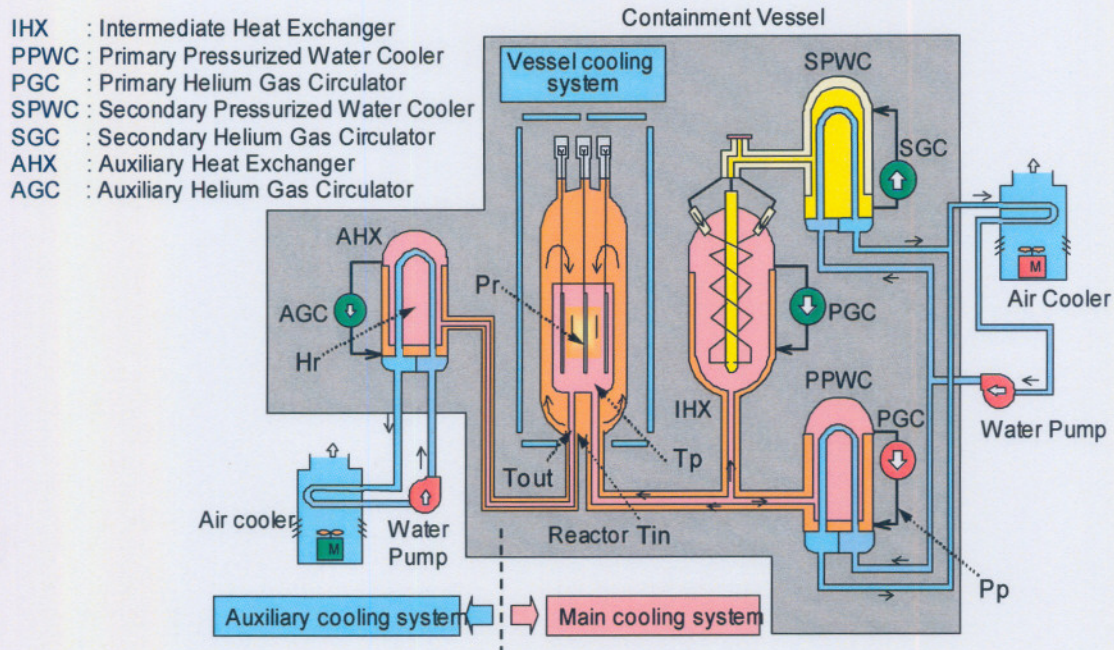 IHX : Intermediate Heat Exchanger
PPWC : Primary Pressurized Water Cooler
PGC : Primary Helium Gas Circulator
SPWC : Secondary Pressurized Water Cooler
SGC : Secondary Helium Gas Circulator
AHX : Auxiliary Heat Exchanger
AGC : Auxiliary Helium Gas Circulator
Containment Vessel
Vessel cooling
system
SPWC
SGC
AHX
AGC
Hr
Pr
PGC
M
Air Cooler
IHX
PPWC
PGC
Water Pump
Tout
Tp
Air cooler
M
Water
Pump
Reactor
Tin
Pp
Auxiliary cooling system
Main cooling system